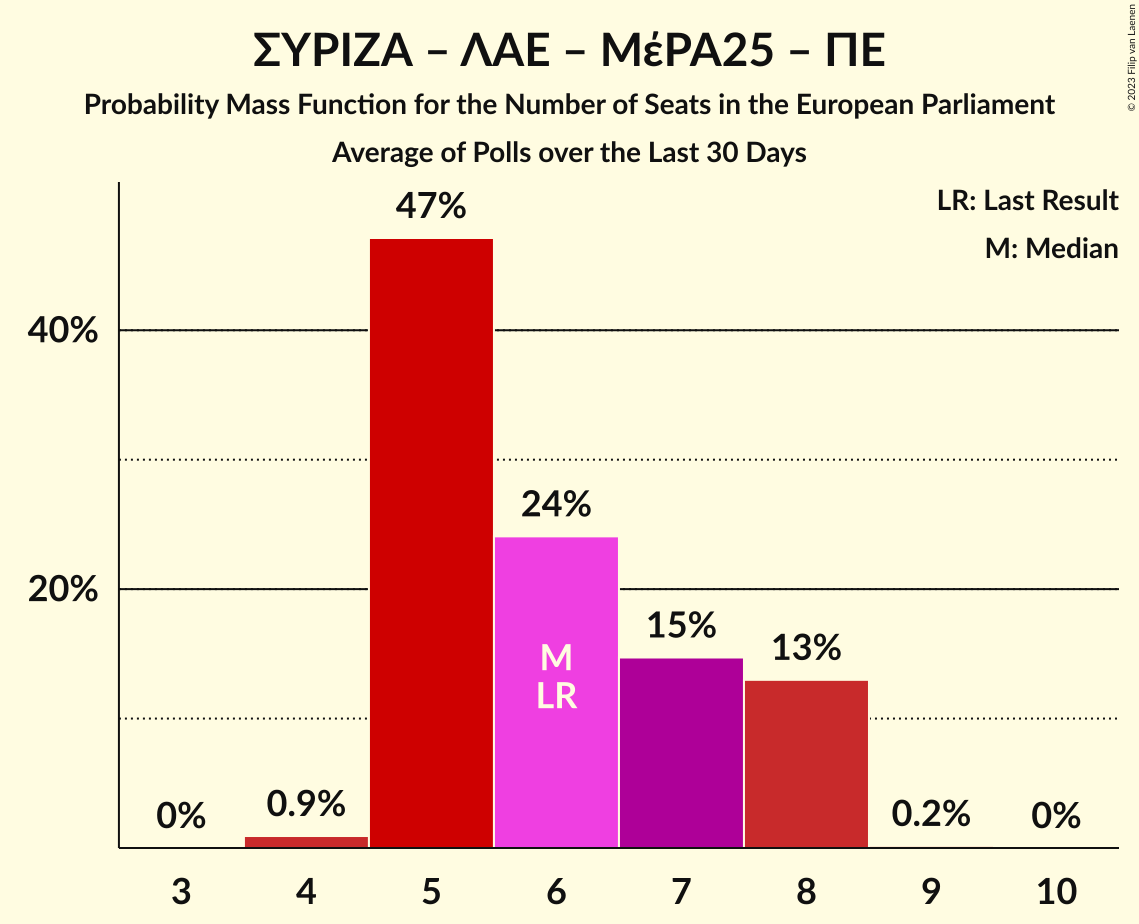 ΣΥΡΙΖΑ – ΛΑΕ – ΜέΡΑ25 – ΠΕ
Probability Mass Function for the Number of Seats in the European Parliament
Average of Polls over the Last 30 Days
© 2023 Filip van Laenen
LR: Last Result
M: Median
47%
40%
24%
20%
15%
13%
M
LR
0%
0.9%
0.2%
0%
3 4 5 6 7 8 9 10